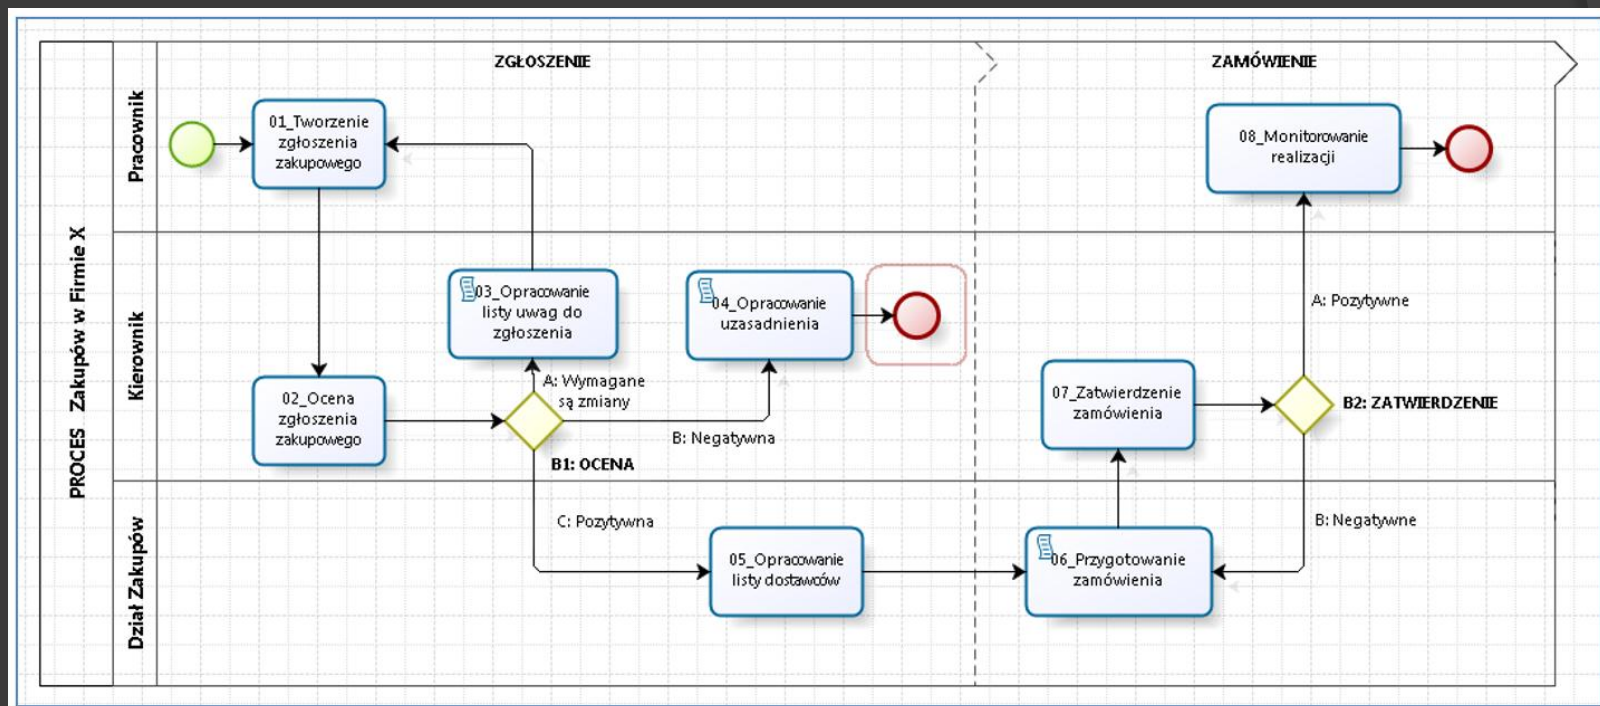 PROCES Zakupów w Firmie X
ZGŁOSZENIE
ZAMÓWIENIE
Pracownik
01_Tworzenie
zgłoszenia
zakupowego
08_Monitorowanie
realizacji
Kierownik
03_Opracowanie
listy uwag do
zgłoszenia
04_Opracowanie
uzasadnienia
A: Pozytywne
02_Ocena
zgłoszenia
zakupowego
A: Wymagane
są zmiany
B: Negatywna
B1: OCENA
07_Zatwierdzenie
zamówienia
B2: ZATWIERDZENIE
Dział Zakupów
C: Pozytywna
05_Opracowanie
listy dostawców
06_Przygotowanie
zamówienia
B: Negatywne